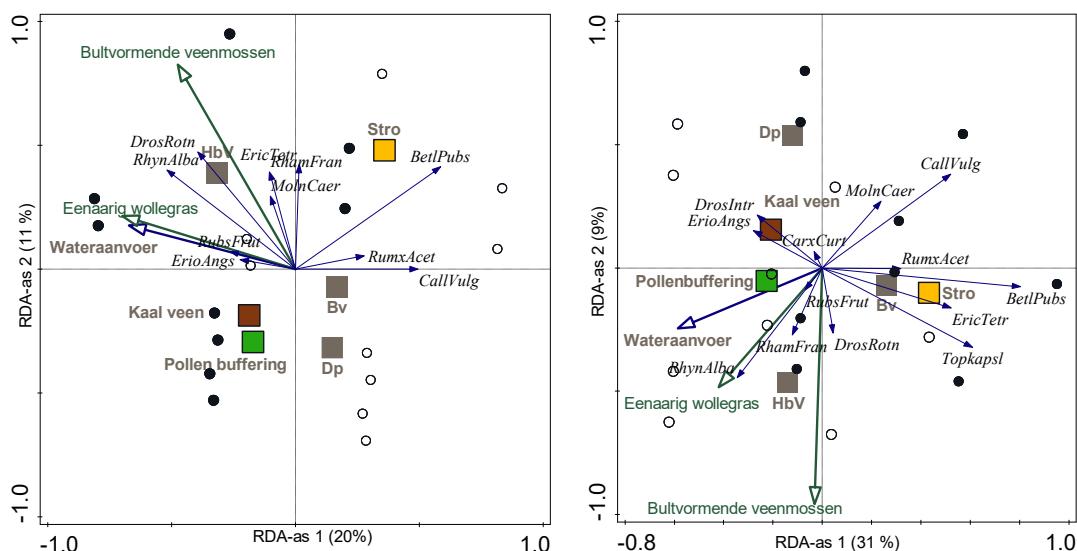 1.0
Bultvormende veenmossen
Stro
DrosRotn
HbV
EricTetr
RhamFran
BetlPubs
RhynAlba
MolnCaer
Eenaarig wollegras
Wateraanvoer
RubsFrut
ErioAngs
RumxAcet
CallVulg
Kaal veen
Bv
Pollen buffering
Dp
RDA-as 2 (11 %)
-1.0
-1.0
RDA-as 1 (20%)
1.0
1.0
Dp
CallVulg
MolnCaer
DrosIntr
Kaal veen
ErioAngs
CarxCurt
RumxAcet
Pollenbuffering
Stro
BetlPubs
RubsFrut
Bv
EricTetr
Wateraanvoer
RhamFran
DrosRotn
Topkapsl
RhynAlba
Eenaarig wollegras
HbV
Bultvormende veenmossen
RDA-as 2 (9%)
-1.0
-0.8
RDA-as 1 (31 %)
1.0